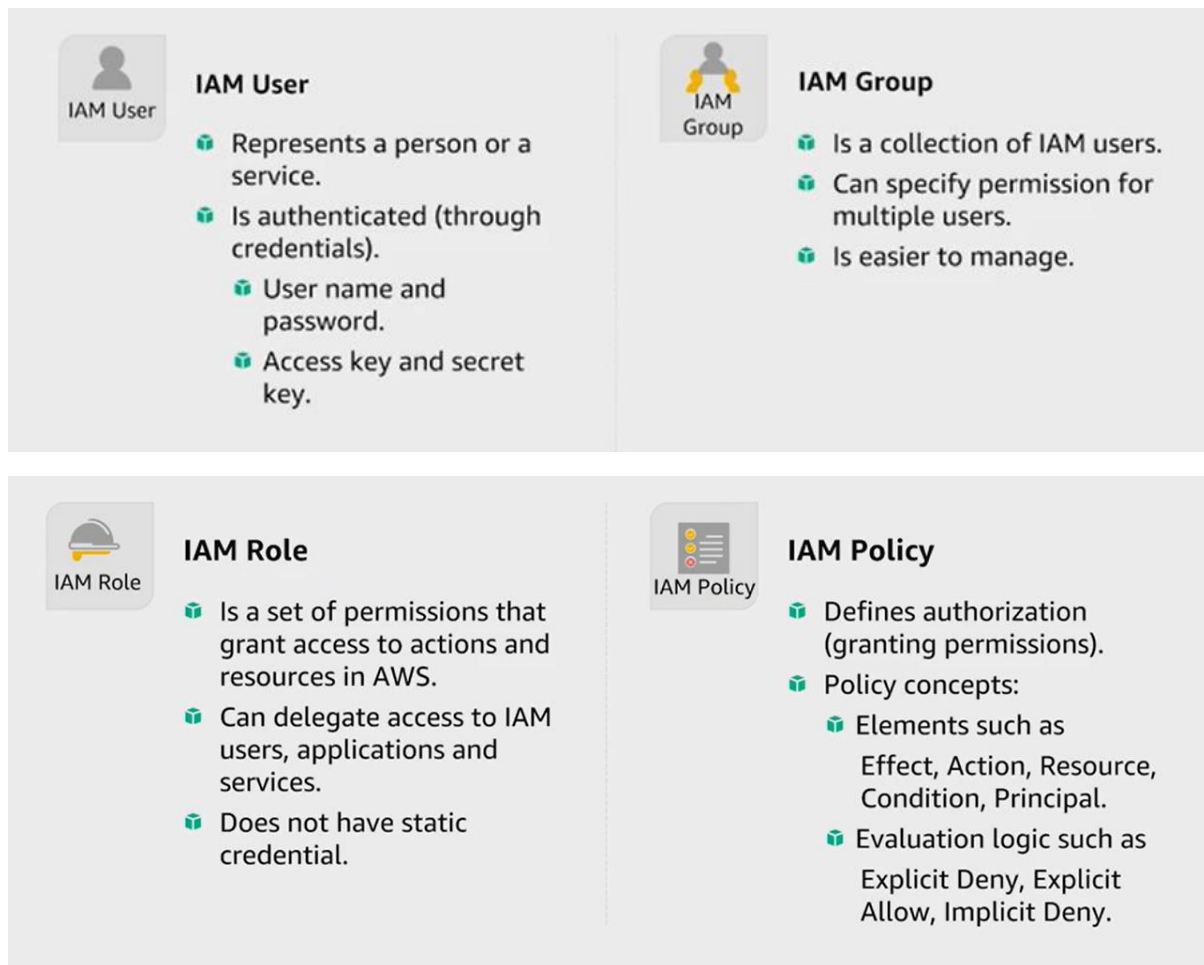 IAM User
IAM User
Represents a person or a
service.
Is authenticated (through
credentials).
User name and
password.
Access key and secret
key.
IAM
Group
IAM Group
Is a collection of IAM users.
Can specify permission for
multiple users.
Is easier to manage.
IAM Role
IAM Role
Is a set of permissions that
grant access to actions and
resources in AWS.
Can delegate access to IAM
users, applications and
services.
Does not have static
credential.
IAM Policy
IAM Policy
Defines authorization
(granting permissions).
Policy concepts:
Elements such as
Effect, Action, Resource,
Condition, Principal.
Evaluation logic such as
Explicit Deny, Explicit
Allow, Implicit Deny.